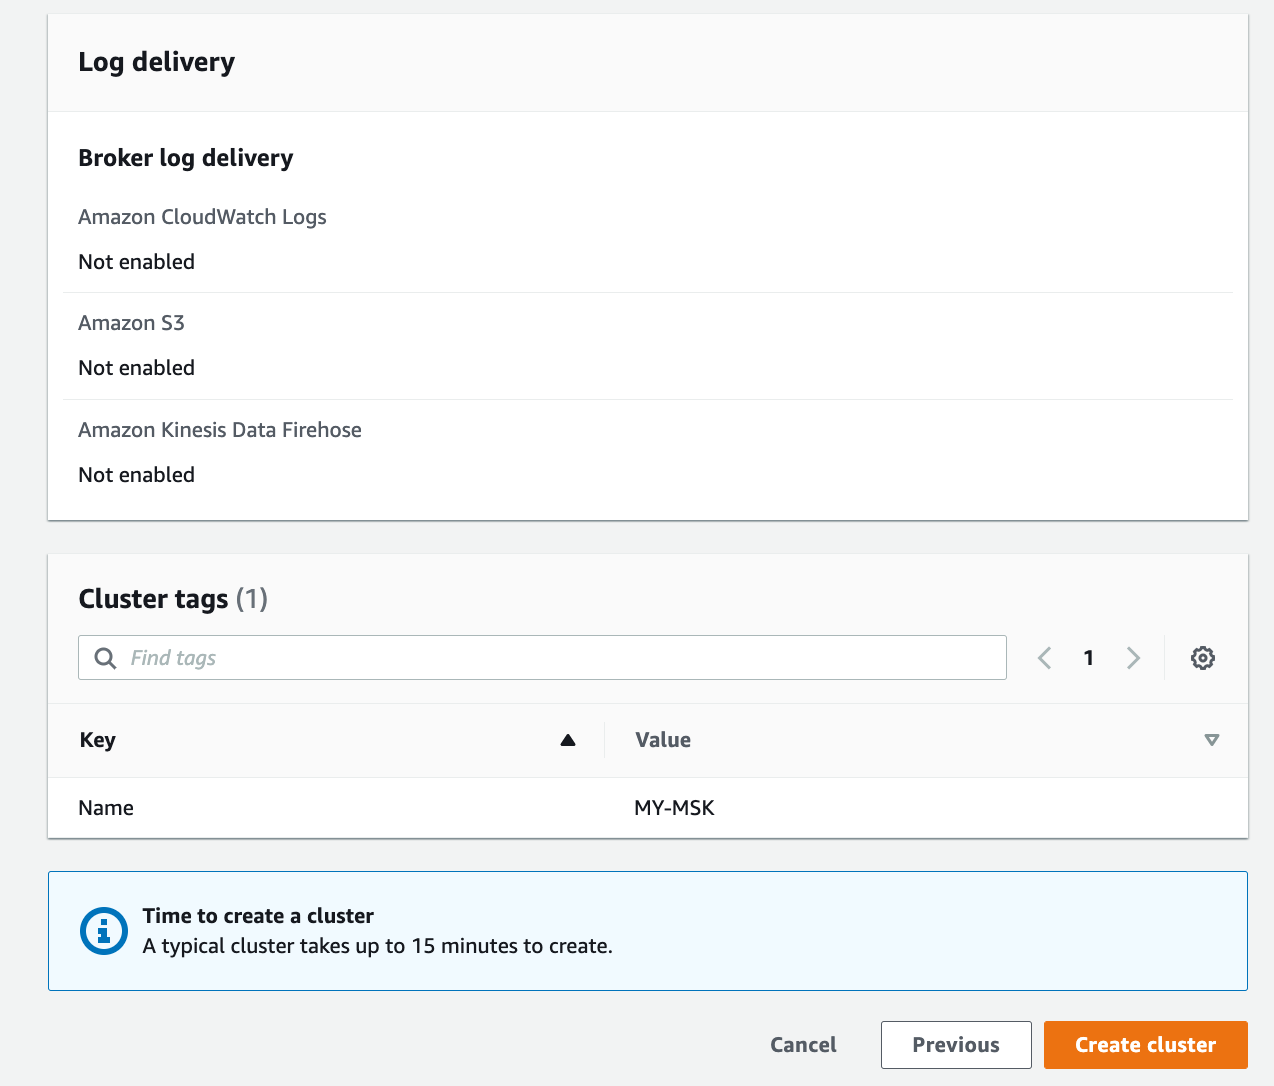 Log delivery
Broker log delivery
Amazon CloudWatch Logs
Not enabled
Amazon S3
Not enabled
Amazon Kinesis Data Firehose
Not enabled
Cluster tags (1)
Find tags 1
Key Value
Name MY-MSK
Time to create a cluster
A typical cluster takes up to 15 minutes to create.
Cancel Previous Create cluster